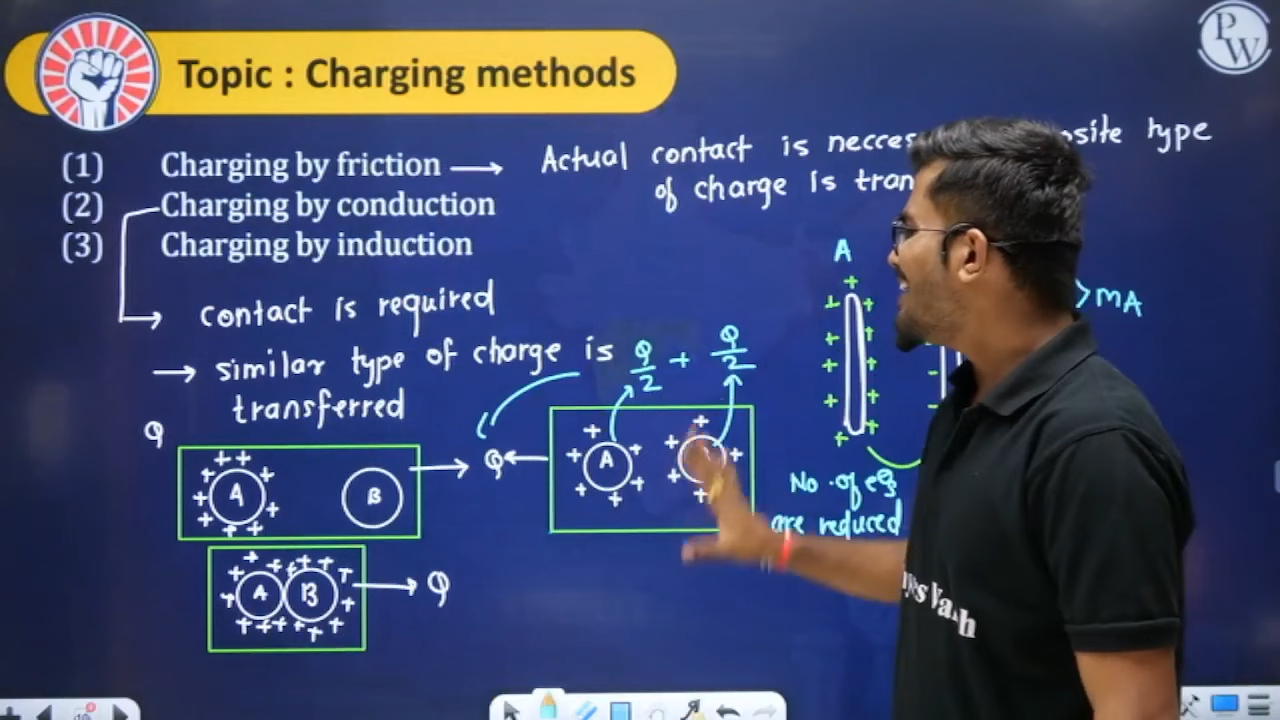 PW
Topic : Charging methods
(1) Charging by friction → Actual contact is
site type
of charge is
(2) Charging by conduction
(3) Charging by induction
→ contact is required
→ similar type of charge is
transferred
Q/2 + Q/2
A
> mA
Q
A B → Q
Q ← A
No. of e
are reduced
A B → Q